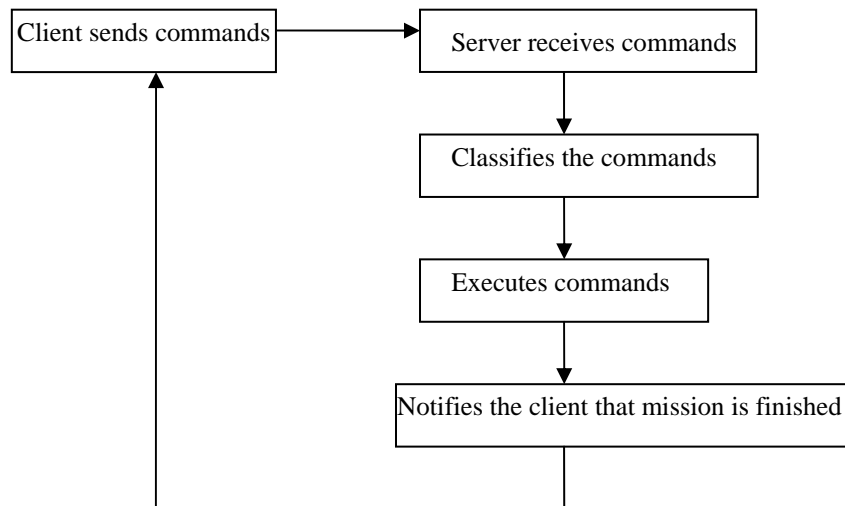 Client sends commands
Server receives commands
Classifies the commands
Executes commands
Notifies the client that mission is finished